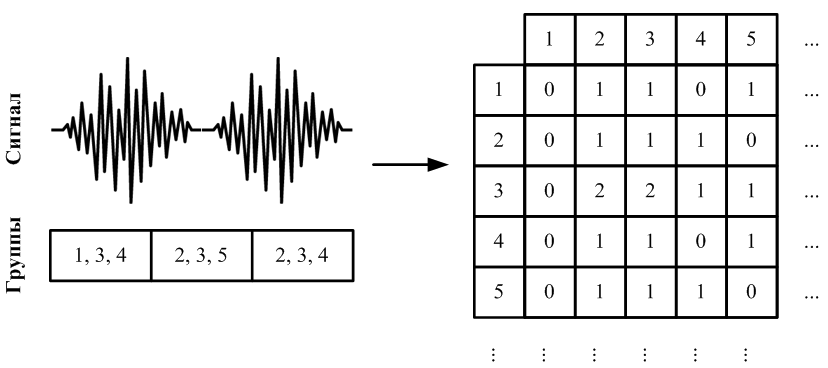 Сигнал
Группы
1, 3, 4 2, 3, 5 2, 3, 4
1 2 3 4 5 ...
1 0 1 1 0 1 ...
2 0 1 1 1 0 ...
3 0 2 2 1 1 ...
4 0 1 1 0 1 ...
5 0 1 1 1 0 ...
⋮ ⋮ ⋮ ⋮ ⋮ ⋮